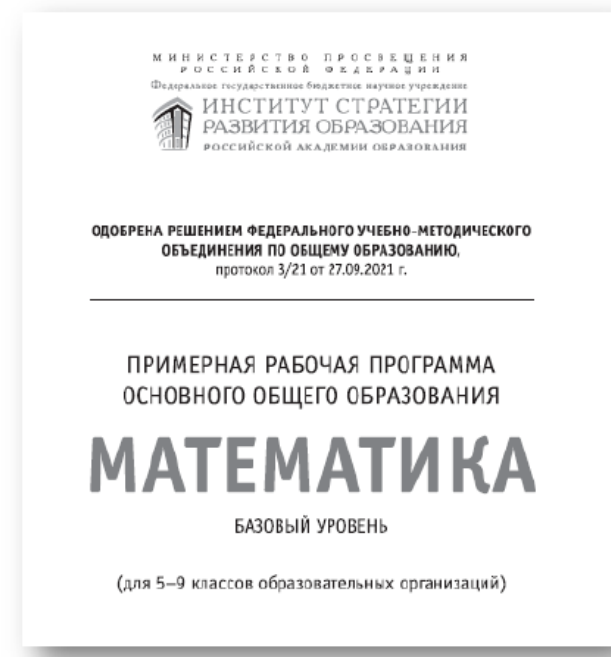 МИНИСТЕРСТВО ПРОСВЕЩЕНИЯ
РОССИЙСКОЙ ФЕДЕРАЦИИ
Федеральное государственное бюджетное научное учреждение
ИНСТИТУТ СТРАТЕГИИ
РАЗВИТИЯ ОБРАЗОВАНИЯ
РОССИЙСКОЙ АКАДЕМИИ ОБРАЗОВАНИЯ
ОДОБРЕНА РЕШЕНИЕМ ФЕДЕРАЛЬНОГО УЧЕБНО-МЕТОДИЧЕСКОГО
ОБЪЕДИНЕНИЯ ПО ОБЩЕМУ ОБРАЗОВАНИЮ,
протокол 3/21 от 27.09.2021 г.
ПРИМЕРНАЯ РАБОЧАЯ ПРОГРАММА
ОСНОВНОГО ОБЩЕГО ОБРАЗОВАНИЯ
МАТЕМАТИКА
БАЗОВЫЙ УРОВЕНЬ
(для 5–9 классов образовательных организаций)